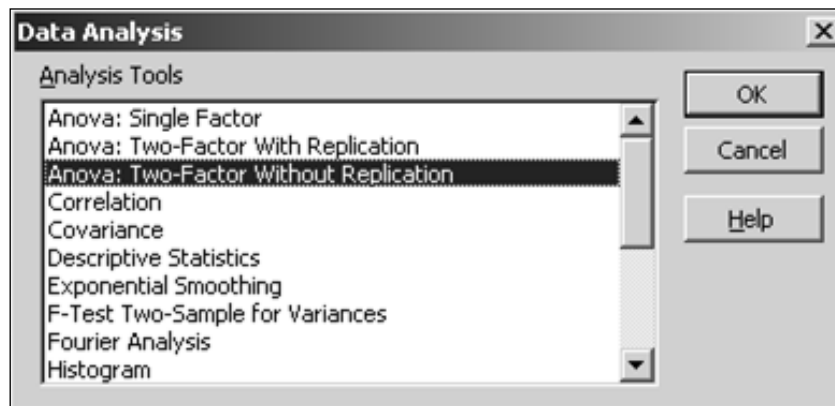 Data Analysis
Analysis Tools
Anova: Single Factor
Anova: Two-Factor With Replication
Anova: Two-Factor Without Replication
Correlation
Covariance
Descriptive Statistics
Exponential Smoothing
F-Test Two-Sample for Variances
Fourier Analysis
Histogram
OK
Cancel
Help